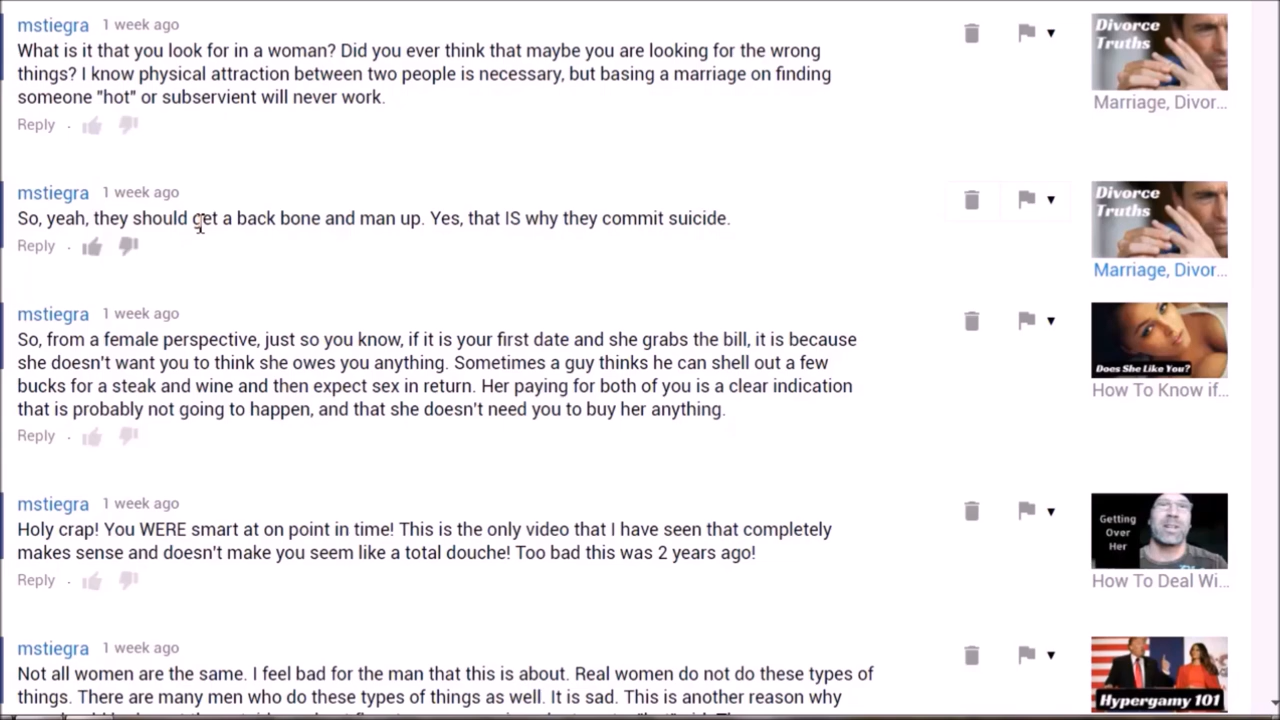 mstiegra 1 week ago
What is it that you look for in a woman? Did you ever think that maybe you are looking for the wrong
things? I know physical attraction between two people is necessary, but basing a marriage on finding
someone "hot" or subservient will never work.
Reply .
Divorce
Truths
Marriage, Divor...
mstiegra 1 week ago
So, yeah, they should get a back bone and man up. Yes, that IS why they commit suicide.
Reply .
Divorce
Truths
Marriage, Divor...
mstiegra 1 week ago
So, from a female perspective, just so you know, if it is your first date and she grabs the bill, it is because
she doesn't want you to think she owes you anything. Sometimes a guy thinks he can shell out a few
bucks for a steak and wine and then expect sex in return. Her paying for both of you is a clear indication
that is probably not going to happen, and that she doesn't need you to buy her anything.
Reply .
Does She Like You?
How To Know if...
mstiegra 1 week ago
Holy crap! You WERE smart at on point in time! This is the only video that I have seen that completely
makes sense and doesn't make you seem like a total douche! Too bad this was 2 years ago!
Reply .
Getting
Over
Her
How To Deal Wi...
mstiegra 1 week ago
Not all women are the same. I feel bad for the man that this is about. Real women do not do these types of
things. There are many men who do these types of things as well. It is sad. This is another reason why
Hypergamy 101